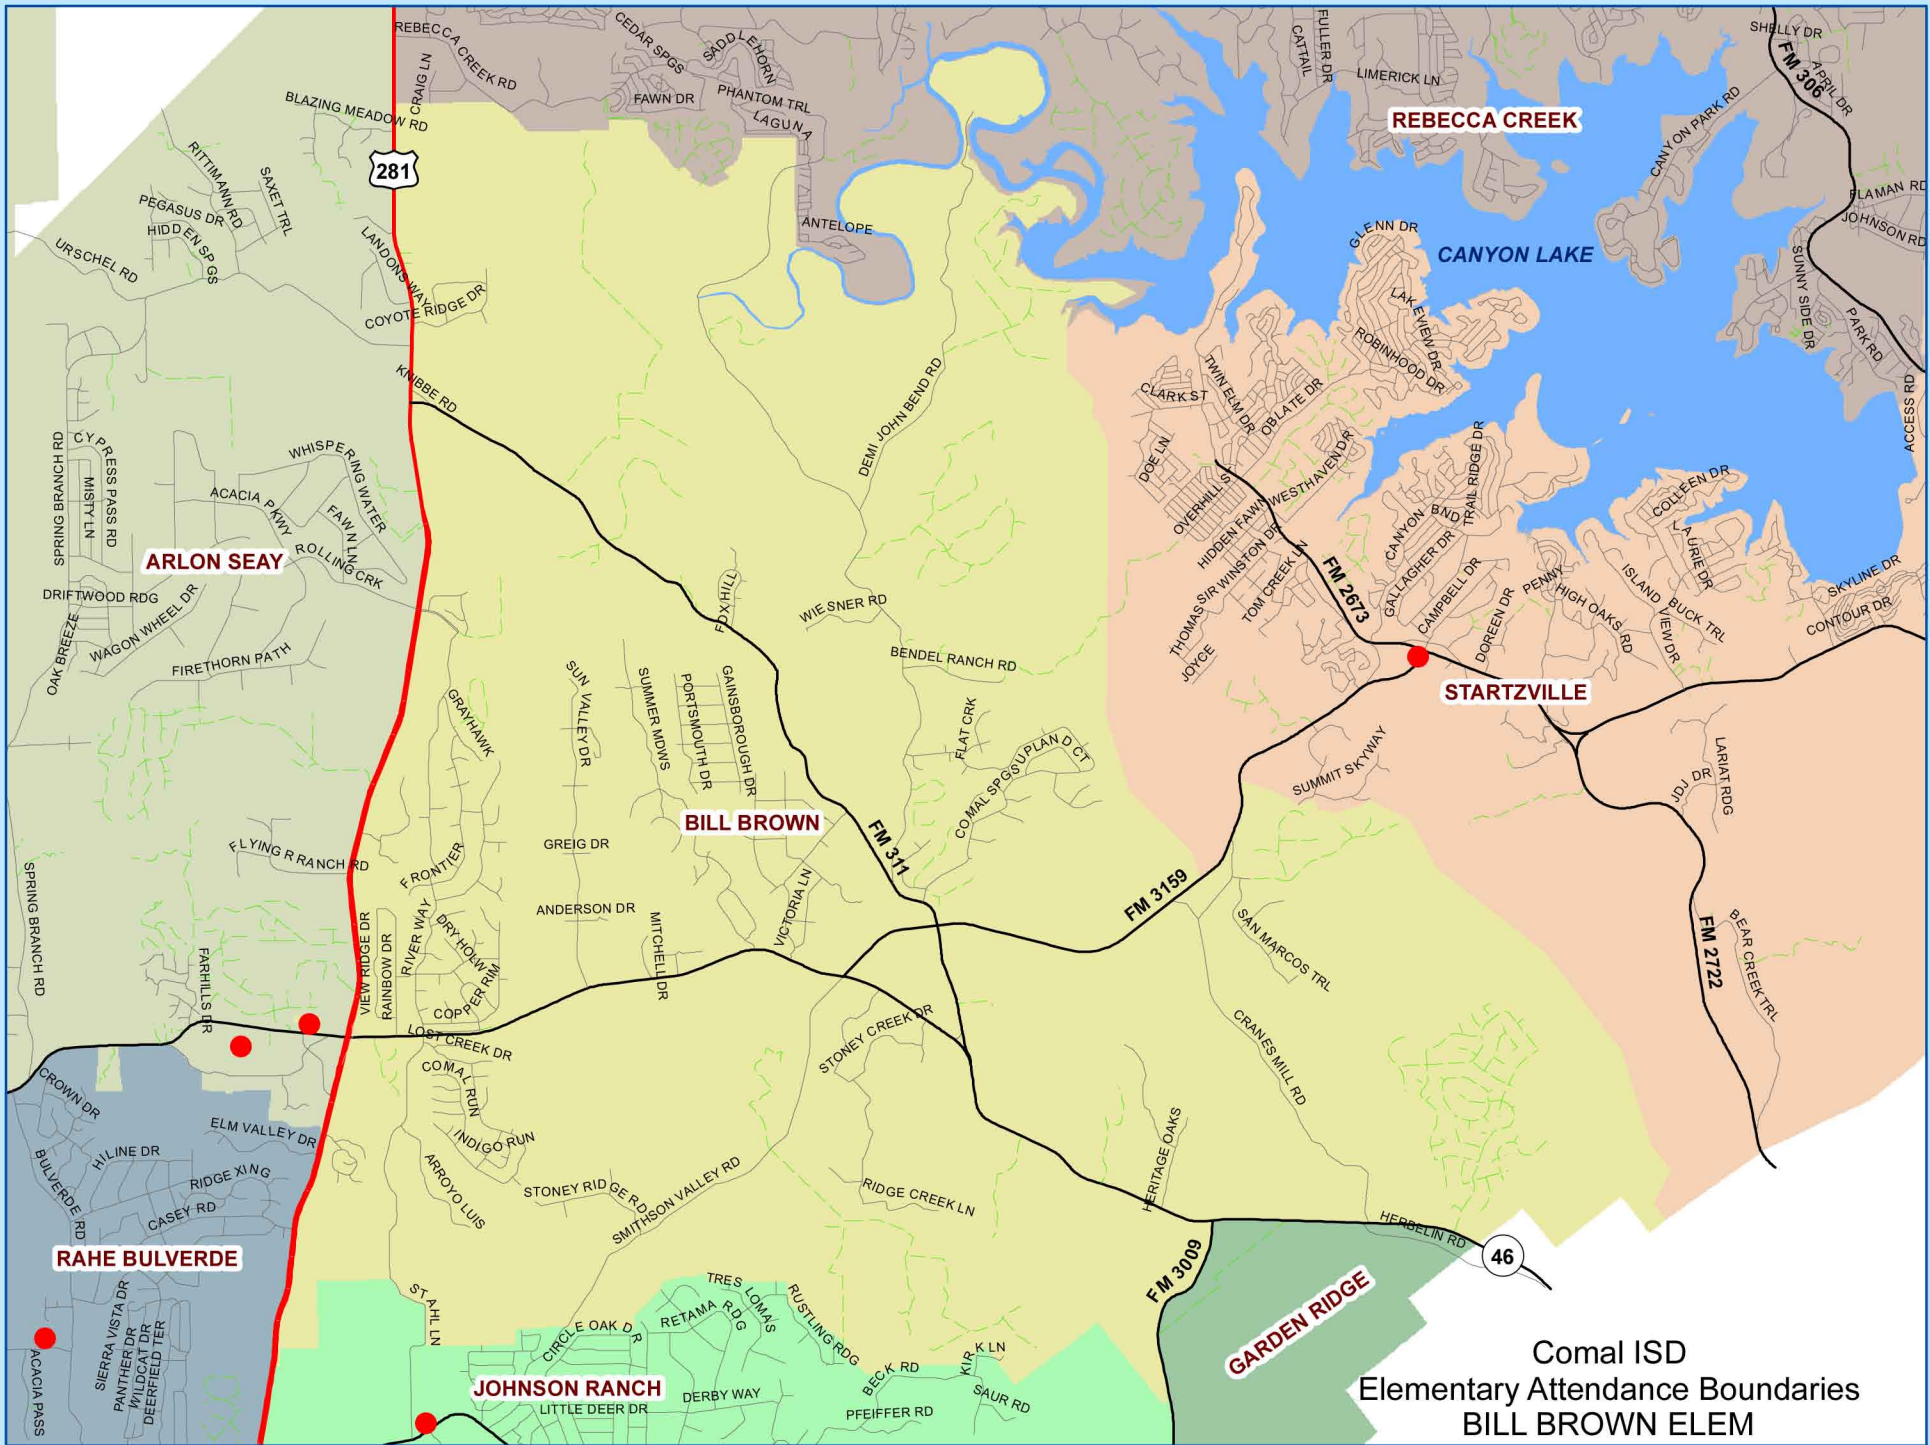 REBECCA CREEK RD
CRAIG LN
CEDAR SPGS
SADDLEHORN
FAWN DR
PHANTOM TRL
LAGUNA
CATTAIL
FULLER DR
LIMERICK LN
SHELLY DR
FM 306
APRIL DR
CANYON PARK RD
REBECCA CREEK
BLAZING MEADOW RD
281
RITTIMANN RD
SAXET TRL
PEGASUS DR
HIDDEN SPGS
URSCHEL RD
LANDONS WAY
COYOTE RIDGE DR
ANTELOPE
GLENN DR
CANYON LAKE
FLAMAN RD
JOHNSON RD
SUNNY SIDE DR
PARK RD
ACCESS RD
LAKEVIEW DR
ROBINHOOD DR
KNIBBE RD
DEMI JOHN BEND RD
CLARK ST
TWIN ELM DR
OBLATE DR
DOE LN
OVERHILL S
HIDDEN FAWN
WESTHAVEN DR
SIR WINSTON DR
TOM CREEK LN
THOMAS
JOYCE
FM 2673
CANYON BND
TRAIL RIDGE DR
GALLAGHER DR
CAMPBELL DR
DOREEN DR
PENNY
HIGH OAKS RD
ISLAND VIEW DR
BUCK TRL
COLLEEN DR
LAURIE DR
SKYLINE DR
CONTOUR DR
SPRING BRANCH RD
CYPRESS PASS RD
MISTY LN
WHISPERING WATER
ACACIA PKWY
FAWN LN
ROLLING CRK
ARLON SEAY
DRIFTWOOD RDG
WAGON WHEEL DR
OAK BREEZE
FIRETHORN PATH
FOX HILL
WIESNER RD
BENDEL RANCH RD
STARTZVILLE
GRAYHAWK
SUN VALLEY DR
SUMMER MDWS
PORTSMOUTH DR
GAINSBOROUGH DR
FLAT CRK
UPLAND CT
COMAL SPGS
SUMMIT SKYWAY
JDJ DR
LARIAT RDG
BILL BROWN
FM 311
GREIG DR
FLYING R RANCH RD
FRONTIER
FM 3159
SPRING BRANCH RD
FARHILLS DR
VIEW RIDGE DR
RAINBOW DR
RIVER WAY
DRY HOLW
COPPER RIM
ANDERSON DR
MITCHELL DR
VICTORIA LN
SAN MARCOS TRL
FM 2722
BEAR CREEK TRL
LOST CREEK DR
STONEY CREEK DR
CRANES MILL RD
COMAL RUN
CROWN DR
ELM VALLEY DR
INDIGO RUN
HILINE DR
BULVERDE RD
RIDGE XING
CASEY RD
ARROYO LUIS
STONEY RIDGE RD
SMITHSON VALLEY RD
RIDGE CREEK LN
HERITAGE OAKS
HERBELIN RD
46
RAHE BULVERDE
FM 3009
SIERRA VISTA DR
PANTHER DR
WILDCAT DR
DEERFIELD TER
ACACIA PASS
STAHL LN
TRES LOMAS
RETAMA RDG
RUSTLING RDG
CIRCLE OAK DR
BECK RD
KIRK LN
SAUR RD
GARDEN RIDGE
JOHNSON RANCH
DERBY WAY
LITTLE DEER DR
PFEIFFER RD
Comal ISD
Elementary Attendance Boundaries
BILL BROWN ELEM